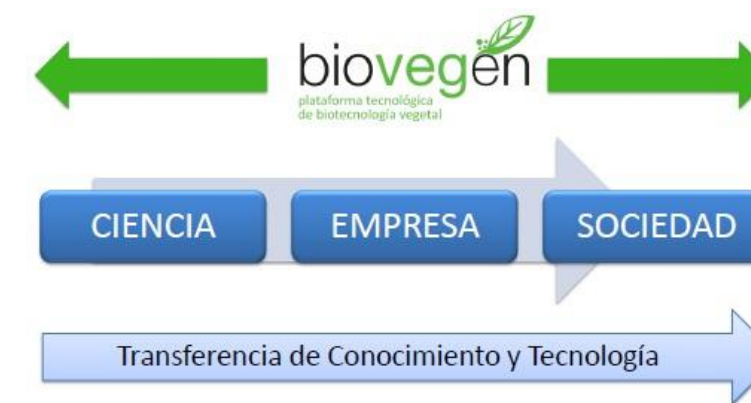 biovegen
plataforma tecnológica
de biotecnología vegetal
CIENCIA
EMPRESA
SOCIEDAD
Transferencia de Conocimiento y Tecnología